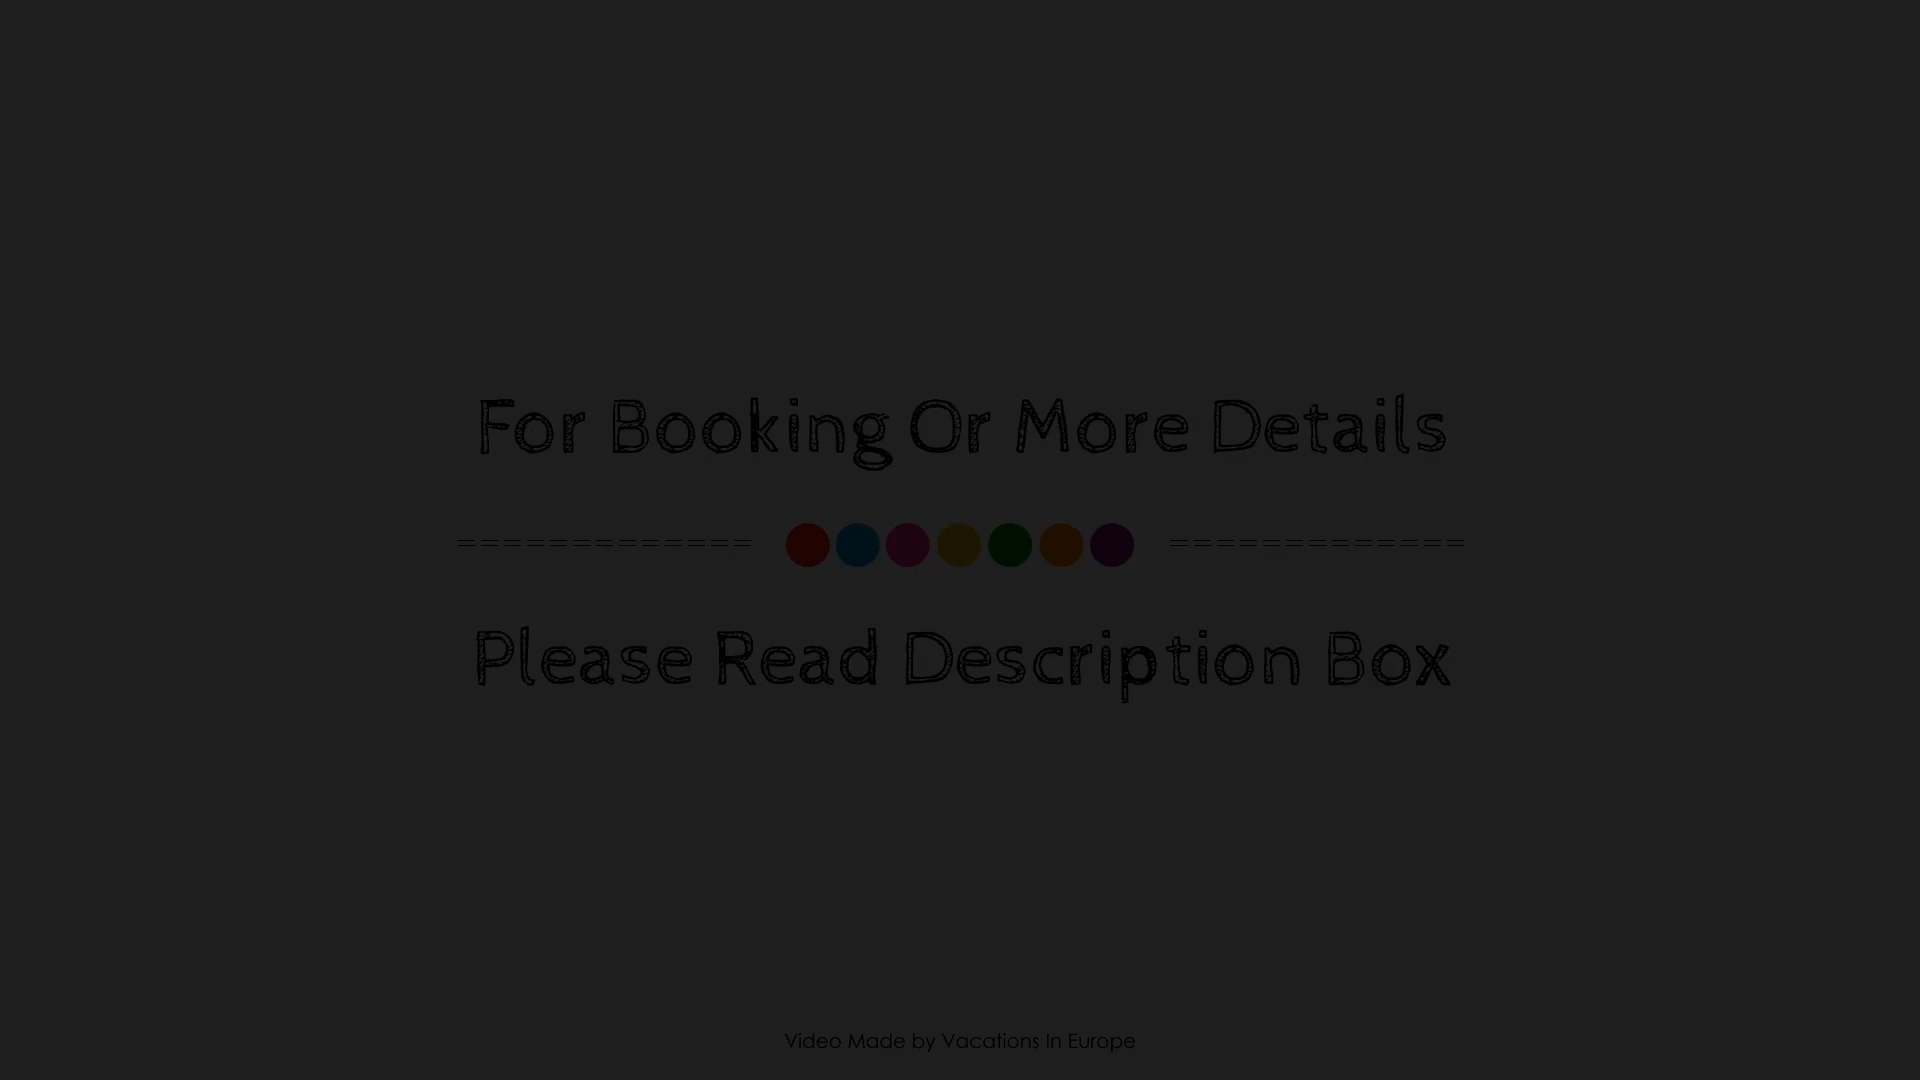 For Booking Or More Details
============= =============
Please Read Description Box
Video Made by Vacations In Europe